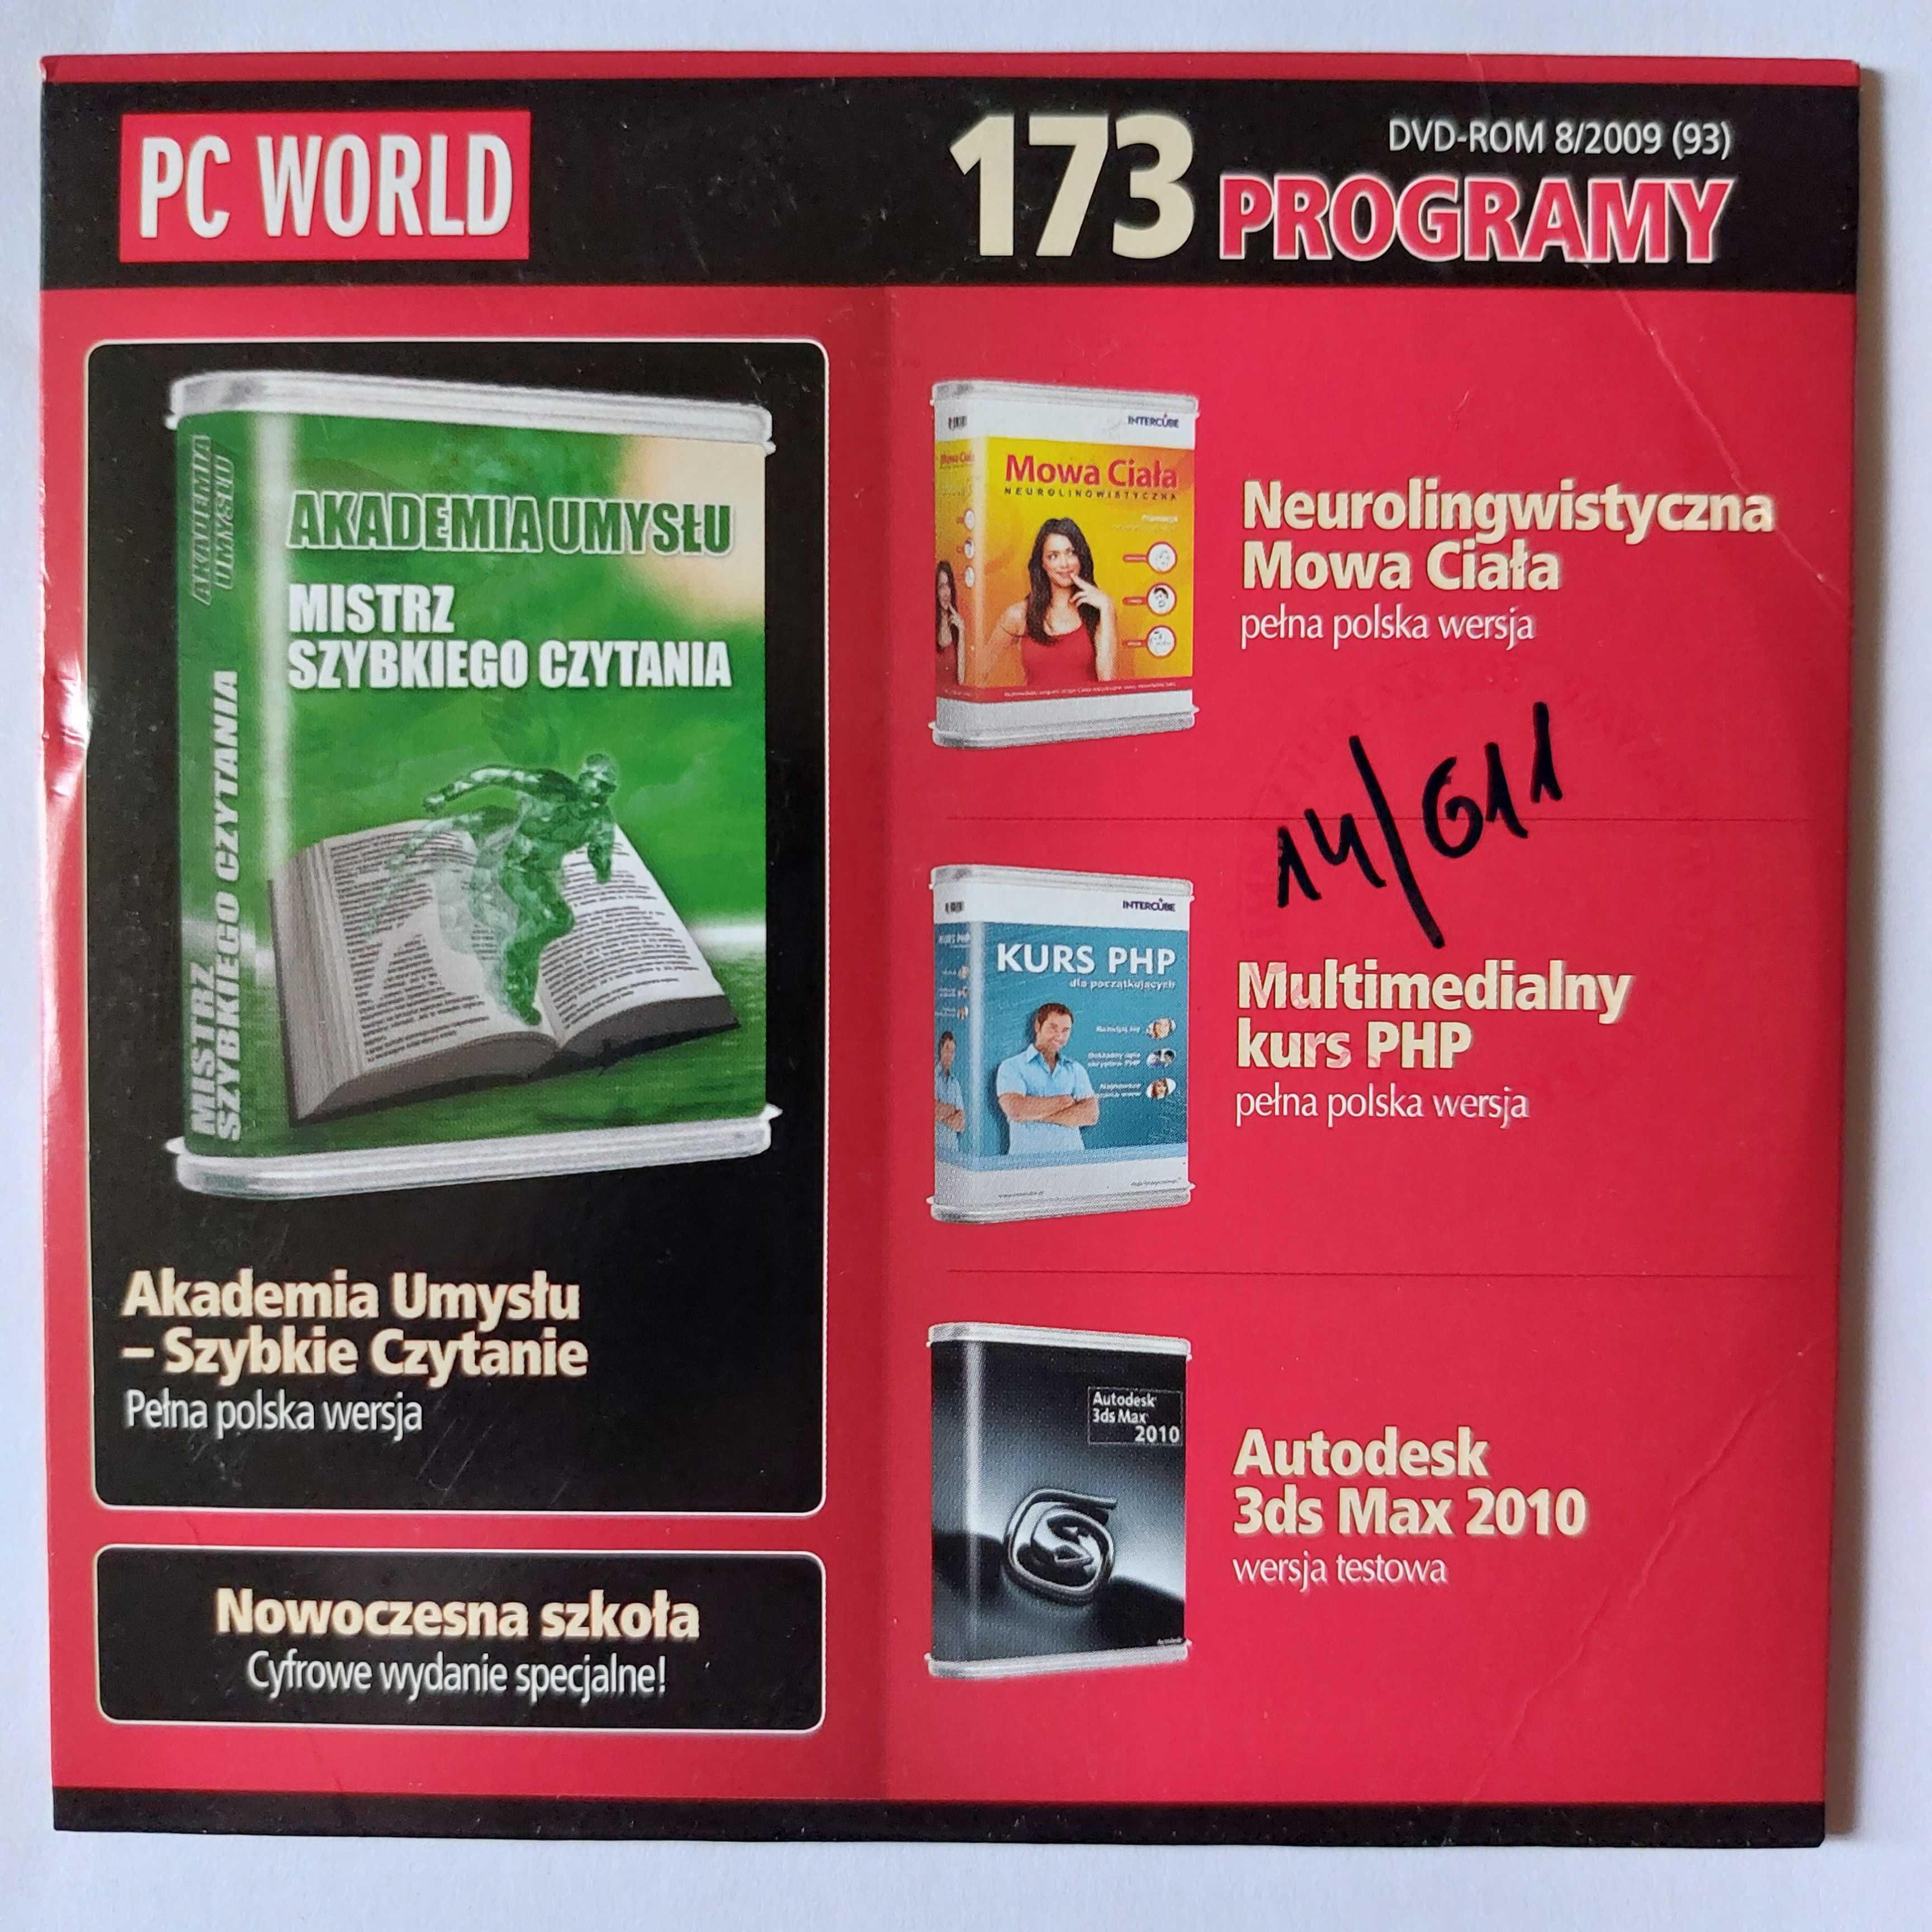 PC WORLD
173
DVD-ROM 8/2009 (93)
PROGRAMY
AKADEMIA UMYSŁU
MISTRZ
SZYBKIEGO CZYTANIA
AKADEMIA
UMYSŁU
MISTRZ
SZYBKIEGO CZYTANIA
Akademia Umysłu
– Szybkie Czytanie
Pełna polska wersja
Nowoczesna szkoła
Cyfrowe wydanie specjalne!
INTERCUBE
Mowa Ciała
NEUROLINGWISTYCZNA
Neurolingwistyczna
Mowa Ciała
pełna polska wersja
14/611
INTERCUBE
KURS PHP
dla początkujących
Multimedialny
kurs PHP
pełna polska wersja
Autodesk
3ds Max
2010
Autodesk
3ds Max 2010
wersja testowa